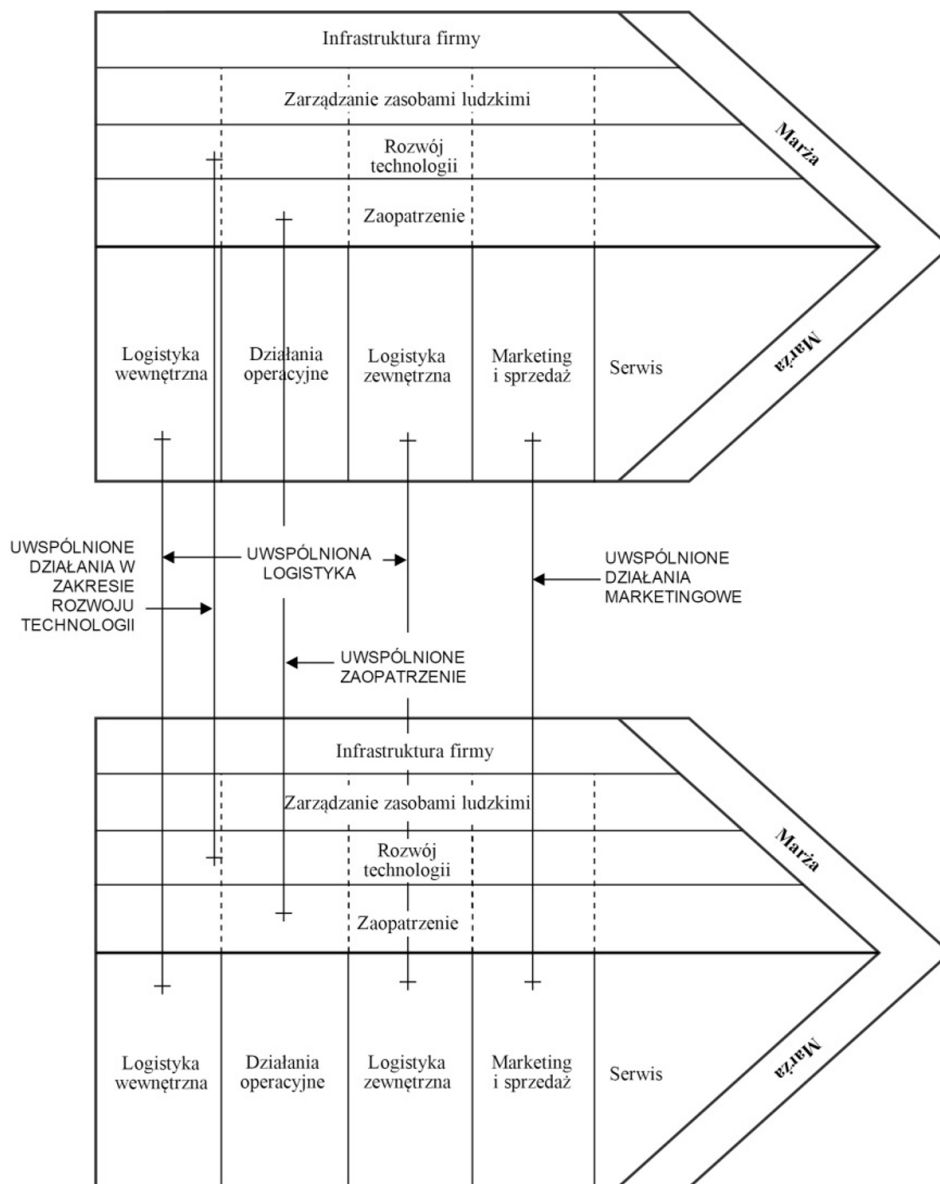 Infrastruktura firmy
Zarządzanie zasobami ludzkimi
Rozwój
technologii
Zaopatrzenie
Marża
Marża
Logistyka
wewnętrzna
Działania
operacyjne
Logistyka
zewnętrzna
Marketing
i sprzedaż
Serwis
UWSPÓLNIONE
DZIAŁANIA W
ZAKRESIE
ROZWOJU
TECHNOLOGII
UWSPÓLNIONA
LOGISTYKA
UWSPÓLNIONE
DZIAŁANIA
MARKETINGOWE
UWSPÓLNIONE
ZAOPATRZENIE
Infrastruktura firmy
Zarządzanie zasobami ludzkimi
Rozwój
technologii
Zaopatrzenie
Marża
Marża
Logistyka
wewnętrzna
Działania
operacyjne
Logistyka
zewnętrzna
Marketing
i sprzedaż
Serwis